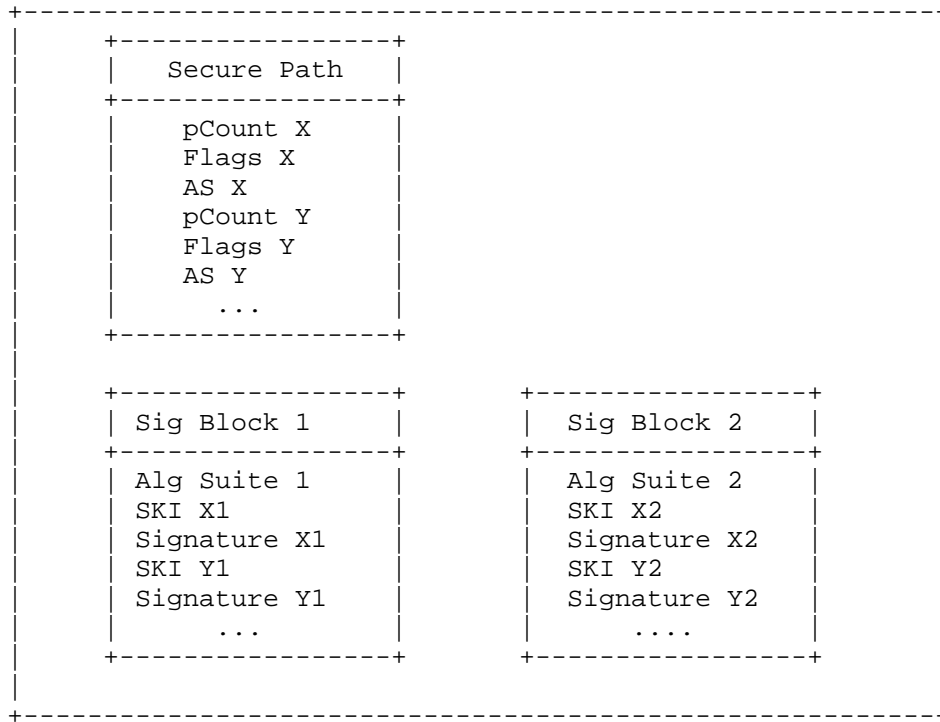 Secure Path
pCount X
Flags X
AS X
pCount Y
Flags Y
AS Y
...
Sig Block 1 Sig Block 2
Alg Suite 1 Alg Suite 2
SKI X1 SKI X2
Signature X1 Signature X2
SKI Y1 SKI Y2
Signature Y1 Signature Y2
... ....